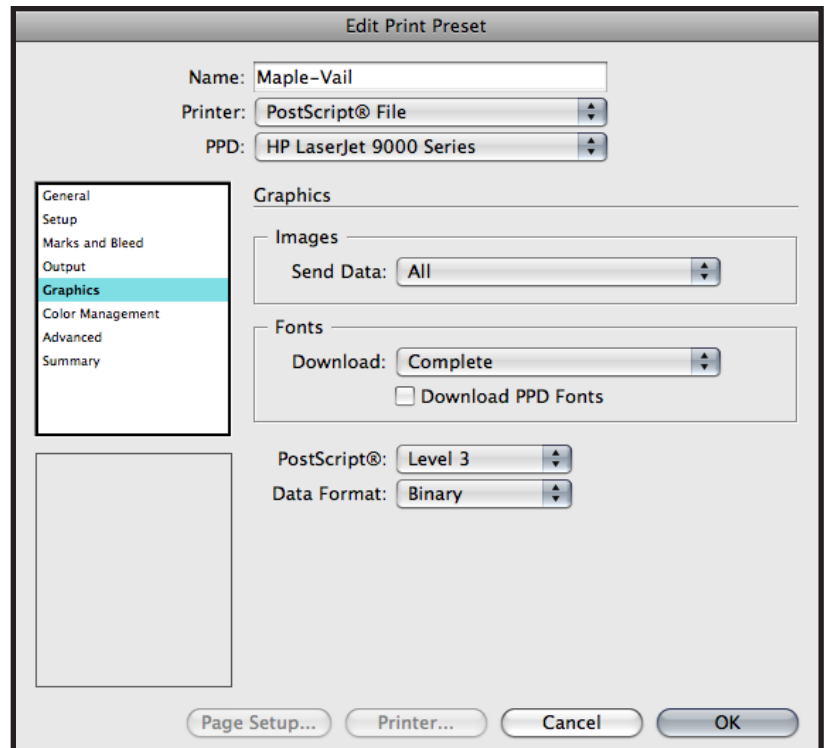 Edit Print Preset
Name: Maple-Vail
Printer: PostScript® File
PPD: HP LaserJet 9000 Series
General
Setup
Marks and Bleed
Output
Graphics
Color Management
Advanced
Summary
Graphics
Images
Send Data: All
Fonts
Download: Complete
Download PPD Fonts
PostScript®: Level 3
Data Format: Binary
Page Setup... Printer... Cancel OK